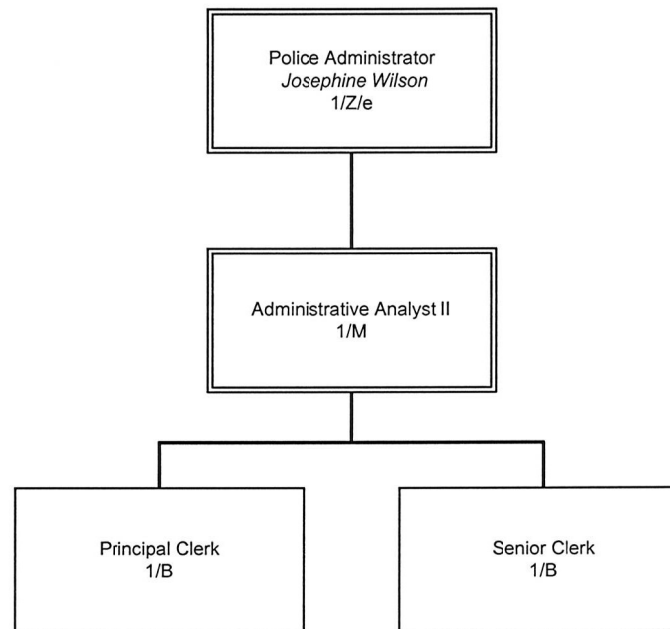 Police Administrator
Josephine Wilson
1/Z/e
Administrative Analyst II
1/M
Principal Clerk
1/B
Senior Clerk
1/B